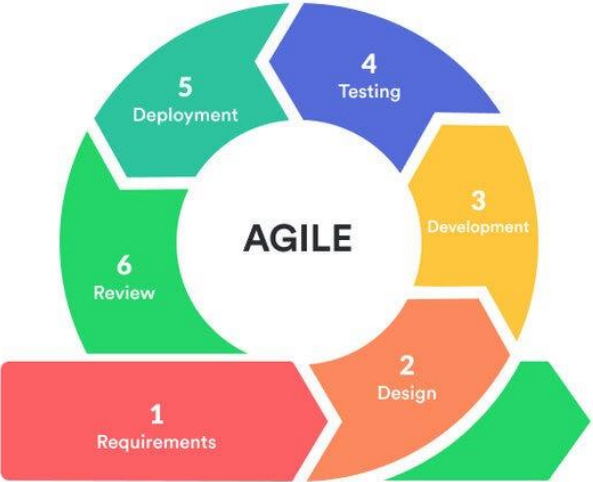 5
Deployment
4
Testing
3
Development
AGILE
6
Review
2
Design
1
Requirements